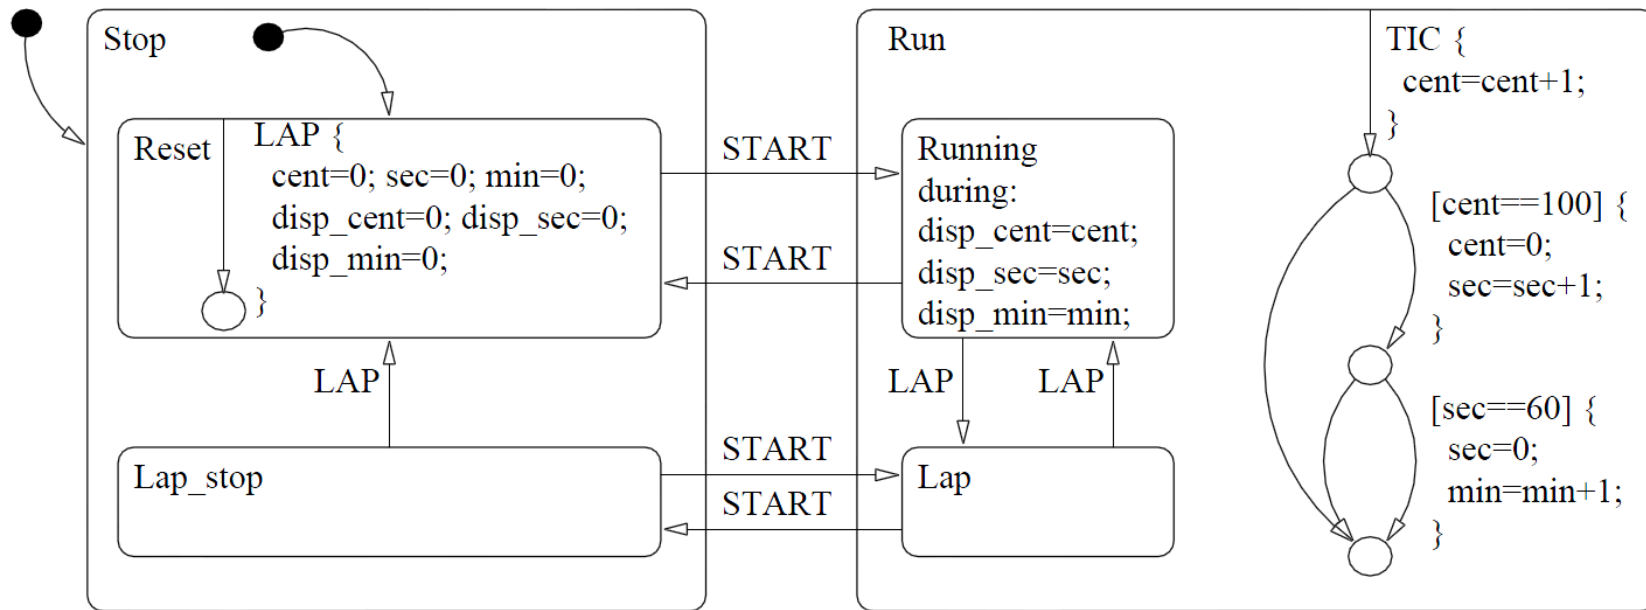 Stop
Reset
LAP {
cent=0; sec=0; min=0;
disp_cent=0; disp_sec=0;
disp_min=0;
}
LAP
Lap_stop
START
START
START
START
Run
Running
during:
disp_cent=cent;
disp_sec=sec;
disp_min=min;
LAP
LAP
Lap
TIC {
cent=cent+1;
}
[cent==100] {
cent=0;
sec=sec+1;
}
[sec==60] {
sec=0;
min=min+1;
}